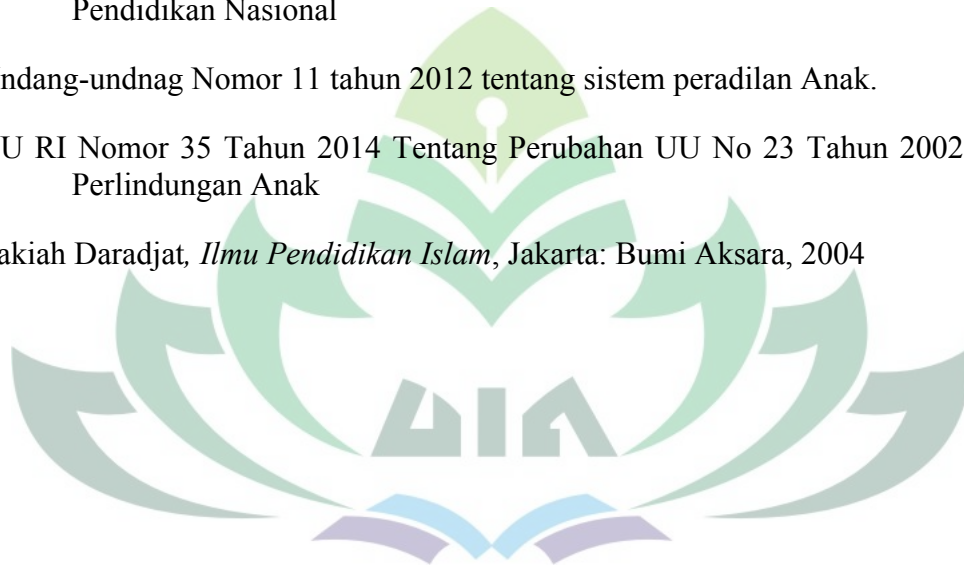 Pendidikan Nasional
ndang-undnag Nomor 11 tahun 2012 tentang sistem peradilan Anak.
U RI Nomor 35 Tahun 2014 Tentang Perubahan UU No 23 Tahun 2002
Perlindungan Anak
akiah Daradjat, Ilmu Pendidikan Islam, Jakarta: Bumi Aksara, 2004
UIN